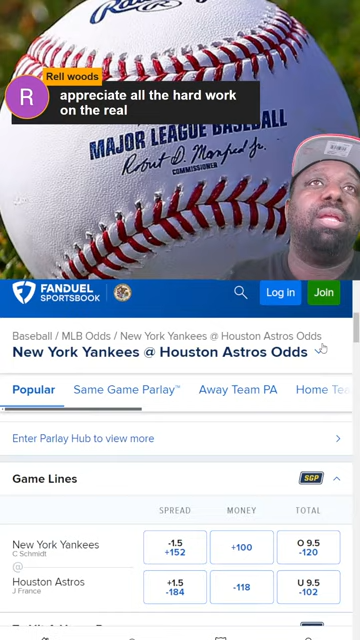 Rawlings
Rell woods
R
appreciate all the hard work
on the real
MAJOR LEAGUE BASEBALL
Robert D. Manfred Jr.
COMMISSIONER
FANDUEL
SPORTSBOOK
Log in
Join
Baseball / MLB Odds / New York Yankees @ Houston Astros Odds
New York Yankees @ Houston Astros Odds
Popular
Same Game Parlay™
Away Team PA
Home Te
Enter Parlay Hub to view more
Game Lines
SGP
SPREAD
MONEY
TOTAL
New York Yankees
C Schmidt
-1.5
+152
+100
O 9.5
-120
@
Houston Astros
J France
+1.5
-184
-118
U 9.5
-102